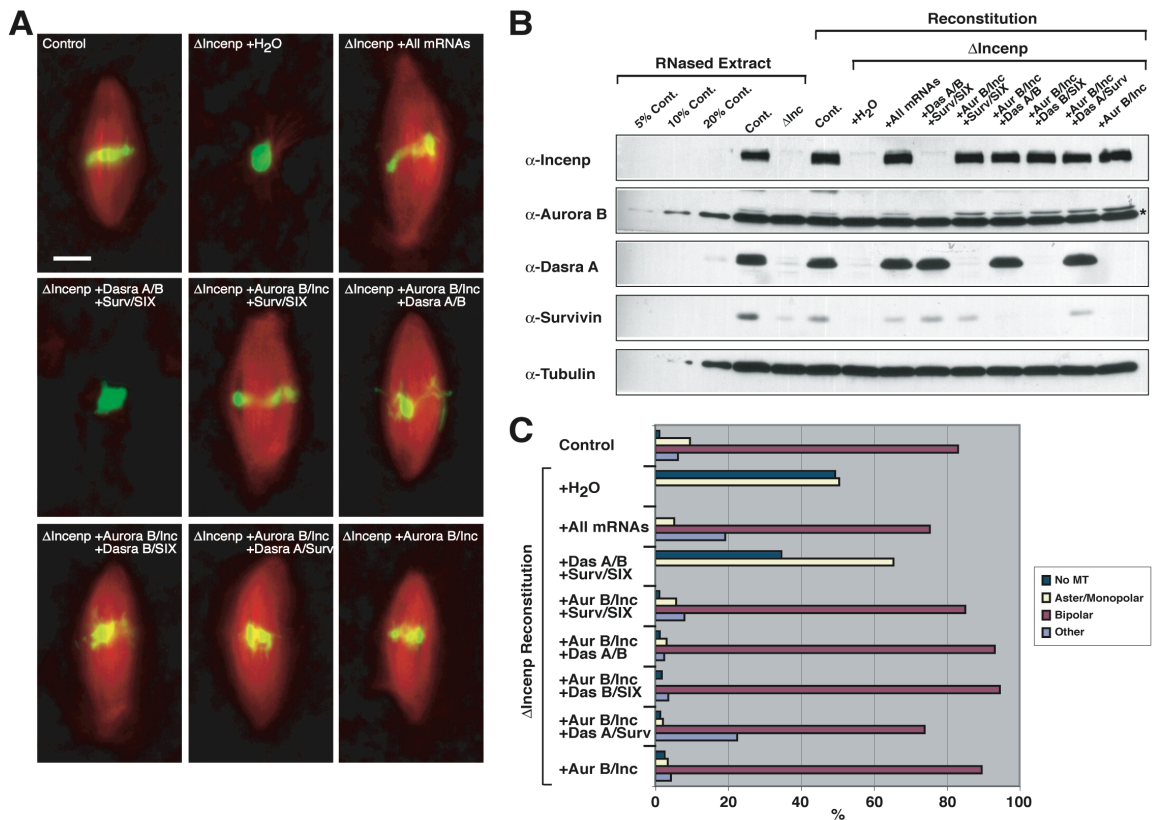 A
Control
ΔIncenp +H2O
ΔIncenp +All mRNAs
ΔIncenp +Dasra A/B
+Surv/SIX
ΔIncenp +Aurora B/Inc
+Surv/SIX
ΔIncenp +Aurora B/Inc
+Dasra A/B
ΔIncenp +Aurora B/Inc
+Dasra B/SIX
ΔIncenp +Aurora B/Inc
+Dasra A/Surv
ΔIncenp +Aurora B/Inc
B
Reconstitution
ΔIncenp
RNased Extract
5% Cont.
10% Cont.
20% Cont.
Cont.
ΔInc
Cont.
+H2O
+All mRNAs
+Das A/B
+Surv/SIX
+Aur B/Inc
+Surv/SIX
+Aur B/Inc
+Das A/B
+Aur B/Inc
+Das B/SIX
+Aur B/Inc
+Das A/Surv
+Aur B/Inc
α-Incenp
α-Aurora B
*
α-Dasra A
α-Survivin
α-Tubulin
C
Control
+H2O
+All mRNAs
+Das A/B
+Surv/SIX
+Aur B/Inc
+Surv/SIX
+Aur B/Inc
+Das A/B
+Aur B/Inc
+Das B/SIX
+Aur B/Inc
+Das A/Surv
+Aur B/Inc
ΔIncenp Reconstitution
0 20 40 60 80 100
%
No MT
Aster/Monopolar
Bipolar
Other